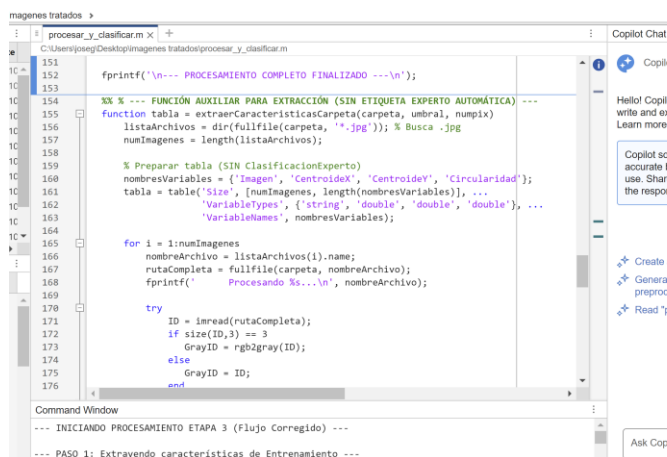 magenes tratados >
procesar_y_clasificar.m × +
C:\Users\joseg\Desktop\imagenes tratados\procesar_y_clasificar.m
151
152 fprintf('\n--- PROCESAMIENTO COMPLETO FINALIZADO ---\n');
153
154 %% % --- FUNCIÓN AUXILIAR PARA EXTRACCIÓN (SIN ETIQUETA EXPERTO AUTOMÁTICA) ---
155 function tabla = extraerCaracteristicasCarpeta(carpeta, umbral, numpix)
156 listaArchivos = dir(fullfile(carpeta, '*.jpg')); % Busca .jpg
157 numImagenes = length(listaArchivos);
158
159 % Preparar tabla (SIN ClasificacionExperto)
160 nombresVariables = {'Imagen', 'CentroideX', 'CentroideY', 'Circularidad'};
161 tabla = table('Size', [numImagenes, length(nombresVariables)], ...
162 'VariableTypes', {'string', 'double', 'double', 'double'}, ...
163 'VariableNames', nombresVariables);
164
165 for i = 1:numImagenes
166 nombreArchivo = listaArchivos(i).name;
167 rutaCompleta = fullfile(carpeta, nombreArchivo);
168 fprintf(' Procesando %s...\n', nombreArchivo);
169
170 try
171 ID = imread(rutaCompleta);
172 if size(ID,3) == 3
173 GrayID = rgb2gray(ID);
174 else
175 GrayID = ID;
176 end
Command Window
--- INICIANDO PROCESAMIENTO ETAPA 3 (Flujo Corregido) ---
--- PASO 1: Extrayendo características de Entrenamiento ---
Copilot Chat
Copil
Hello! Copil
write and ex
Learn more
Copilot sc
accurate
use. Shar
the respo
Create
Genera
preproc
Read "p
Ask Cop